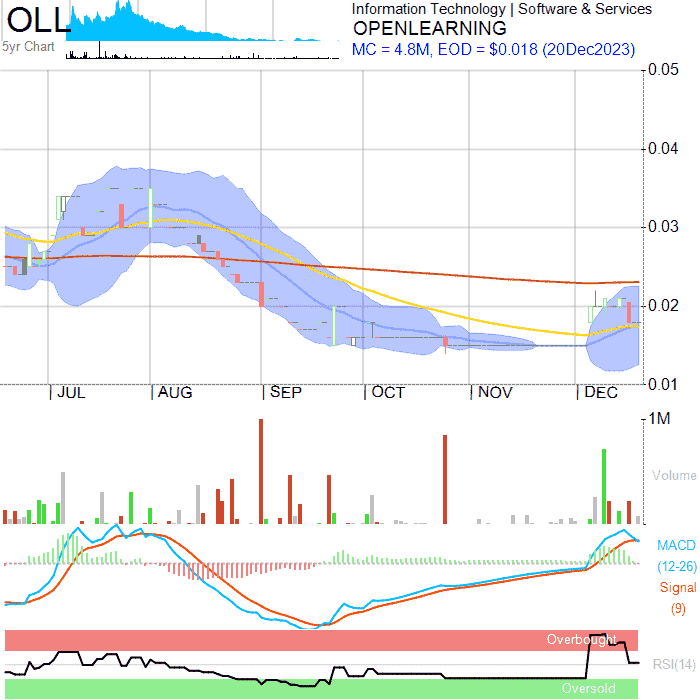 OLL
5yr Chart
Information Technology | Software & Services
OPENLEARNING
MC = 4.8M, EOD = $0.018 (20Dec2023)
0.05
0.04
0.03
0.02
0.01
JUL AUG SEP OCT NOV DEC
1M
Volume
MACD
(12-26)
Signal
(9)
Overbought
RSI(14)
Oversold